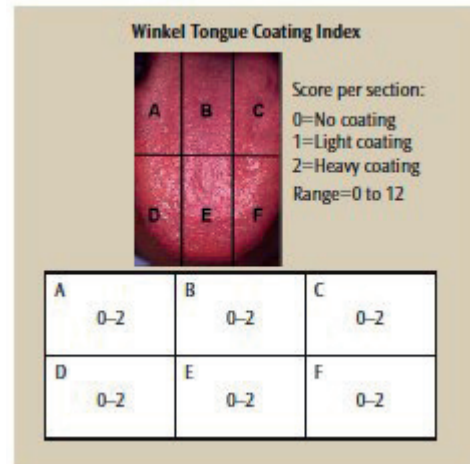 Winkel Tongue Coating Index
A B C
D E F
Score per section:
0=No coating
1=Light coating
2=Heavy coating
Range=0 to 12
A B C
0–2 0–2 0–2
D E F
0–2 0–2 0–2